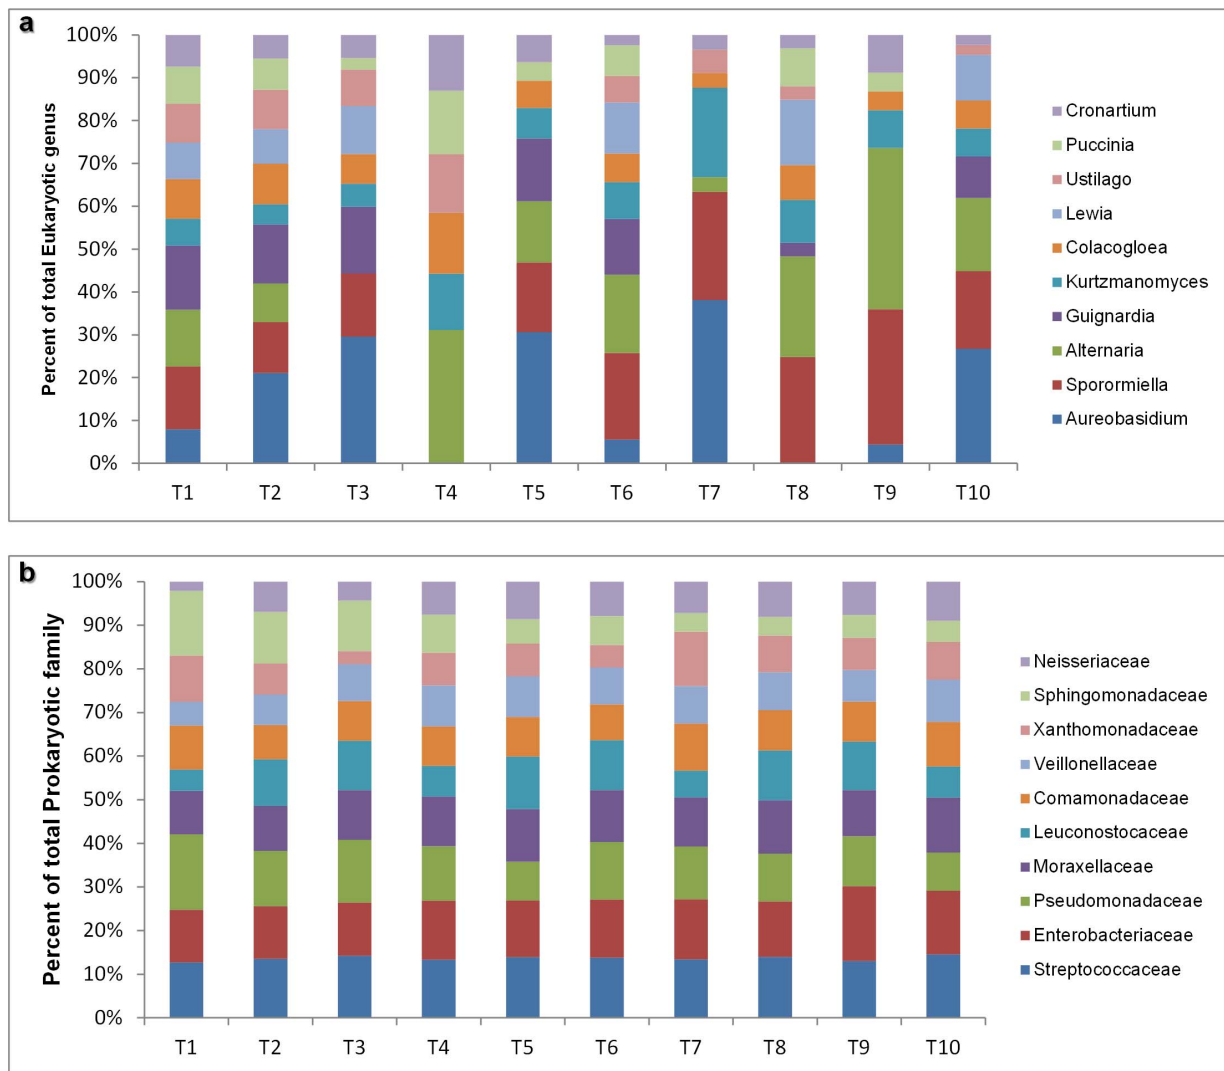 a
Percent of total Eukaryotic genus
100%
90%
80%
70%
60%
50%
40%
30%
20%
10%
0%
T1 T2 T3 T4 T5 T6 T7 T8 T9 T10
Cronartium
Puccinia
Ustilago
Lewia
Colacogloea
Kurtzmanomyces
Guignardia
Alternaria
Sporormiella
Aureobasidium
b
Percent of total Prokaryotic family
100%
90%
80%
70%
60%
50%
40%
30%
20%
10%
0%
T1 T2 T3 T4 T5 T6 T7 T8 T9 T10
Neisseriaceae
Sphingomonadaceae
Xanthomonadaceae
Veillonellaceae
Comamonadaceae
Leuconostocaceae
Moraxellaceae
Pseudomonadaceae
Enterobacteriaceae
Streptococcaceae